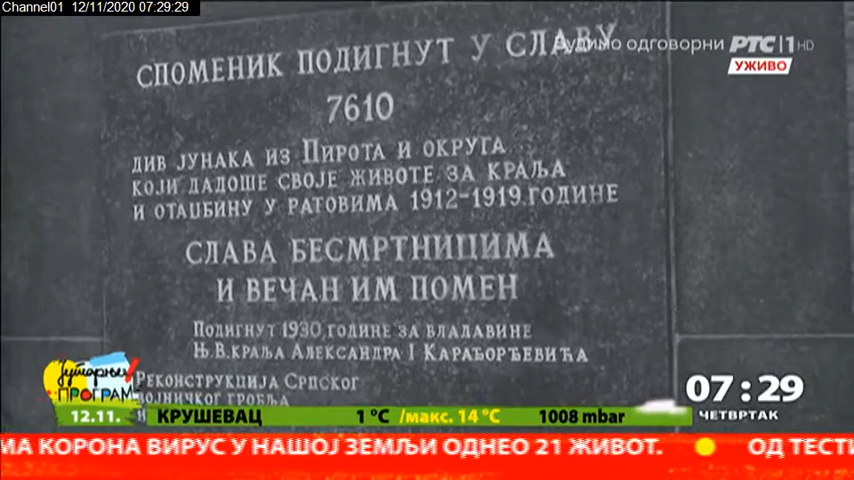 Channel01 12/11/2020 07:29:29
Будимо одговорни РТС 1 HD
УЖИВО
СПОМЕНИК ПОДИГНУТ У СЛАВУ
7610
ДИВ ЈУНАКА ИЗ ПИРОТА И ОКРУГА
КОЈИ ДАДОШЕ СВОЈЕ ЖИВОТЕ ЗА КРАЉА
И ОТАЏБИНУ У РАТОВИМА 1912-1919.ГОДИНЕ
СЛАВА БЕСМРТНИЦИМА
И ВЕЧАН ИМ ПОМЕН
ПОДИГНУТ 1930.ГОДИНЕ ЗА ВЛАДАВИНЕ
Њ.В.КРАЉА АЛЕКСАНДРА I КАРАЂОРЂЕВИЋА
РЕКОНСТРУКЦИЈА СРПСКОГ
ВОЈНИЧКОГ ГРОБЉА
И
Јутарњи
ПРОГРАМ
07:29
ЧЕТВРТАК
12.11. КРУШЕВАЦ 1 °C /макс. 14 °C 1008 mbar
МА КОРОНА ВИРУС У НАШОЈ ЗЕМЉИ ОДНЕО 21 ЖИВОТ. ОД ТЕСТИ